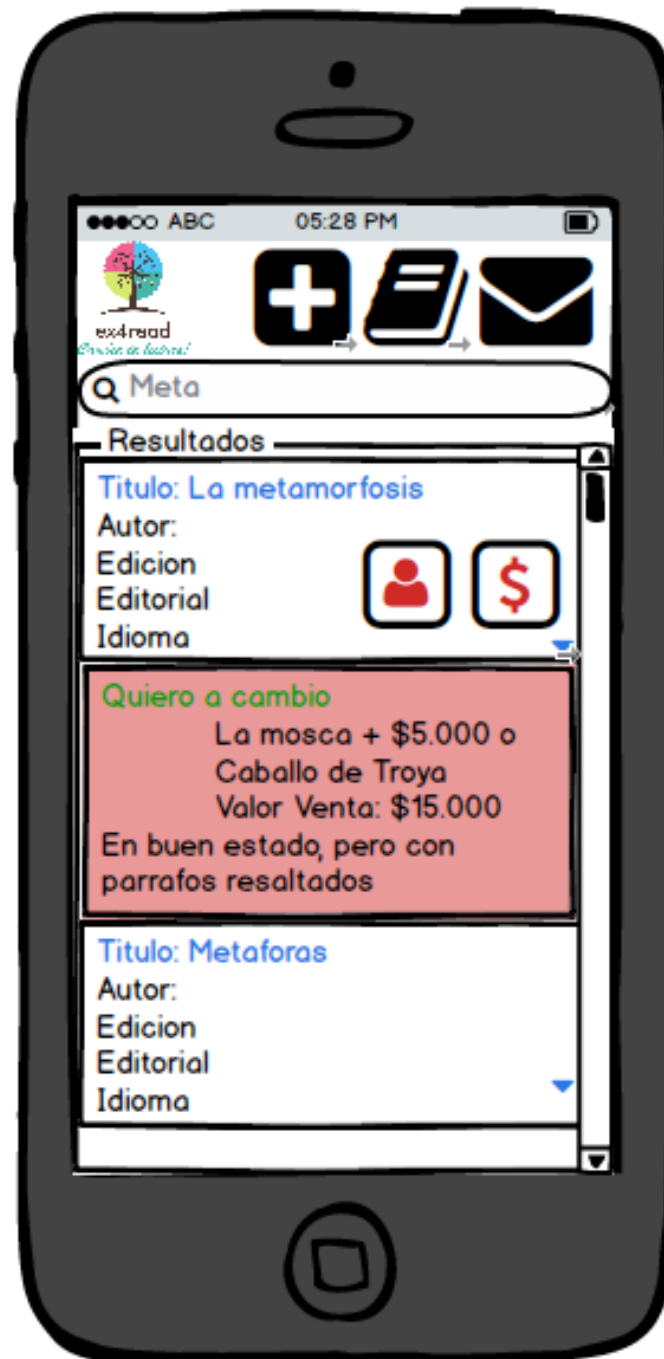 ABC 05:28 PM
ex4read
Meta
Resultados
Titulo: La metamorfosis
Autor:
Edicion
Editorial
Idioma
$
Quiero a cambio
La mosca + $5.000 o
Caballo de Troya
Valor Venta: $15.000
En buen estado, pero con
parrafos resaltados
Titulo: Metaforas
Autor:
Edicion
Editorial
Idioma